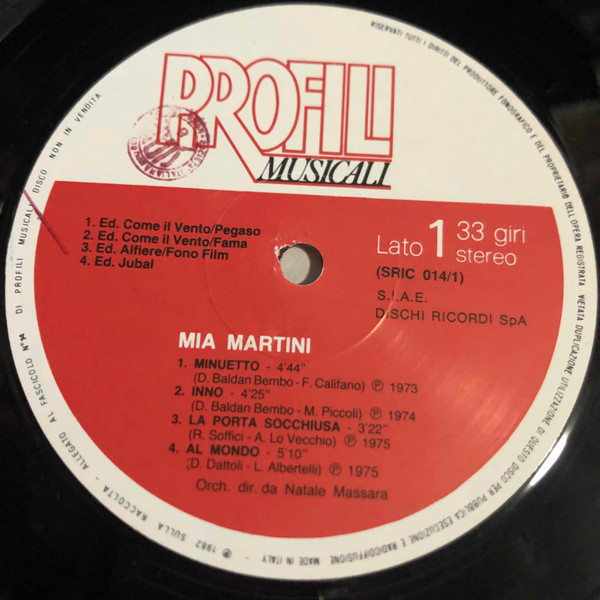 PROFILI
MUSICALI
1. Ed. Come il Vento/Pegaso
2. Ed. Come il Vento/Fama
3. Ed. Alfiere/Fono Film
4. Ed. Jubal
Lato 1 33 giri
stereo
(SRIC 014/1)
S.I.A.E.
DISCHI RICORDI SpA
MIA MARTINI
1. MINUETTO - 4'44"
(D. Baldan Bembo - F. Califano) ℗ 1973
2. INNO - 4'25"
(D. Baldan Bembo - M. Piccoli) ℗ 1974
3. LA PORTA SOCCHIUSA - 3'22"
(R. Soffici - A. Lo Vecchio) ℗ 1975
4. AL MONDO - 5'10"
(D. Dattoli - L. Albertelli) ℗ 1975
Orch. dir. da Natale Massara
RISERVATI TUTTI I DIRITTI DEL PRODUTTORE FONOGRAFICO E DEL PROPRIETARIO DELL'OPERA REGISTRATA - VIETATA DUPLICAZIONE UTILIZZAZIONE DI QUESTO DISCO PER PUBBLICA ESECUZIONE E RADIODIFFUSIONE
MADE IN ITALY - ℗ 1982 SULLA RACCOLTA - ALLEGATO AL FASCICOLO N°14 DI PROFILI MUSICALI DISCO NON IN VENDITA